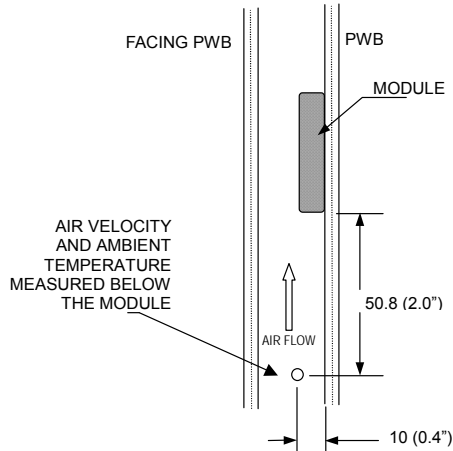 FACING PWB
PWB
MODULE
AIR VELOCITY
AND AMBIENT
TEMPERATURE
MEASURED BELOW
THE MODULE
50.8 (2.0”)
AIR FLOW
10 (0.4”)